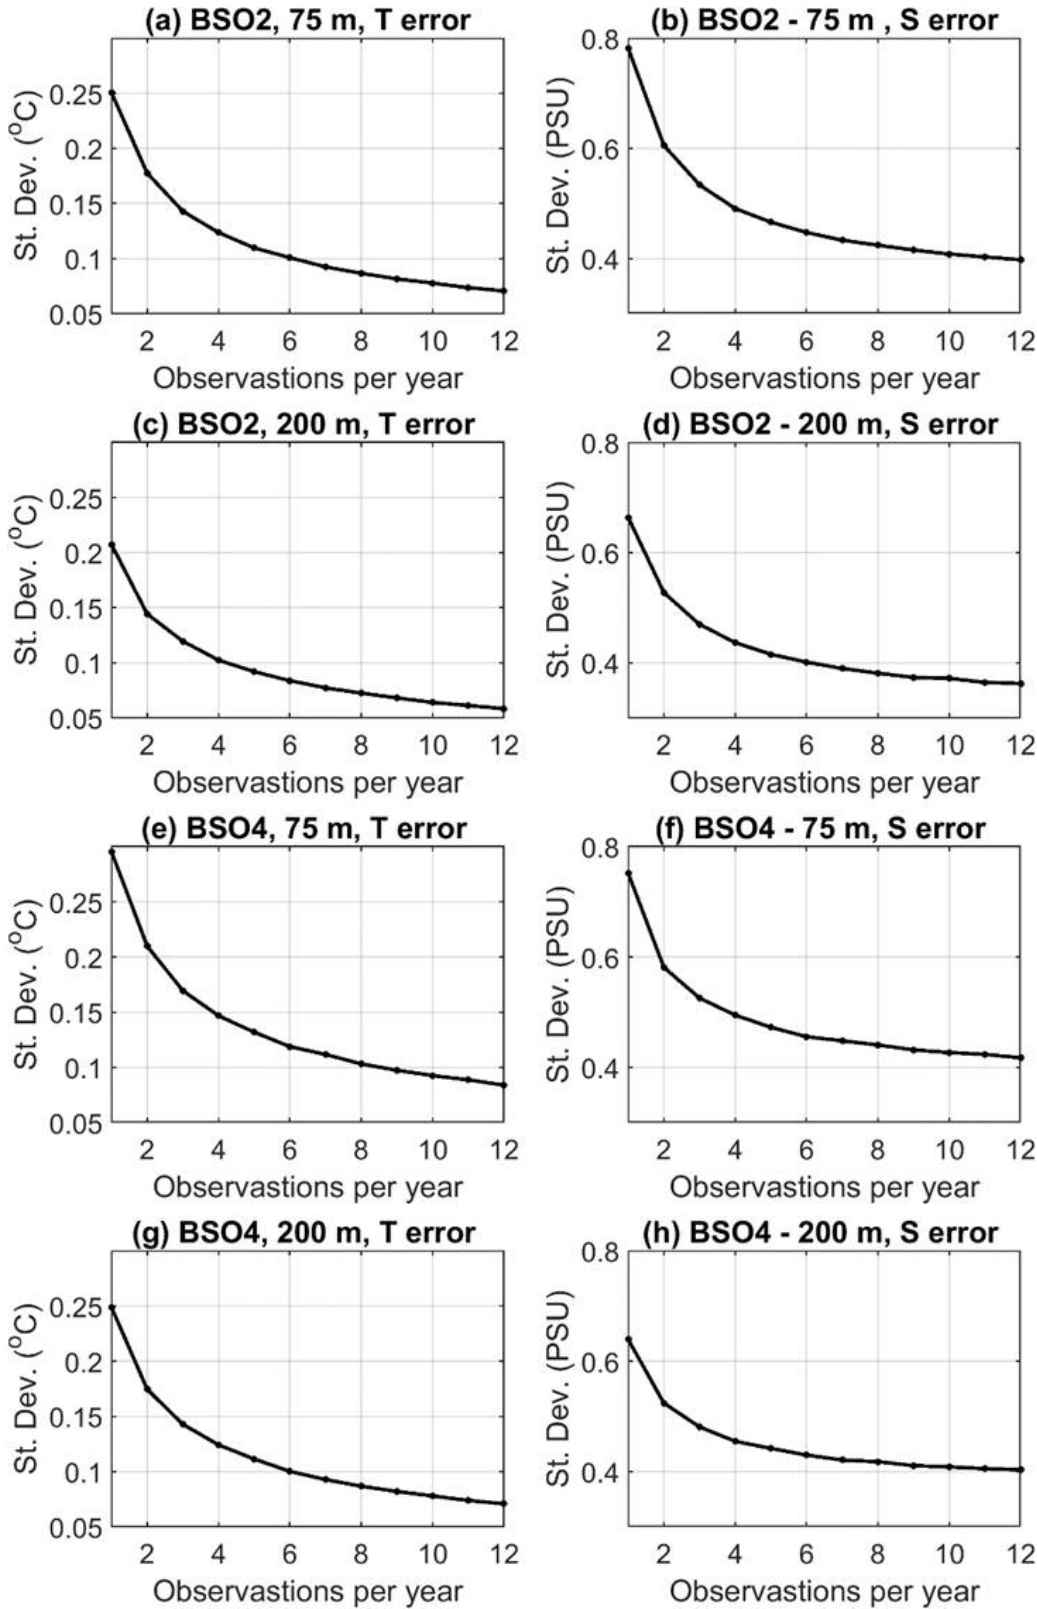 (a) BSO2, 75 m, T error
St. Dev. (°C)
0.25
0.2
0.15
0.1
0.05
2 4 6 8 10 12
Observastions per year
(b) BSO2 - 75 m , S error
St. Dev. (PSU)
0.8
0.6
0.4
2 4 6 8 10 12
Observastions per year
(c) BSO2, 200 m, T error
St. Dev. (°C)
0.25
0.2
0.15
0.1
0.05
2 4 6 8 10 12
Observastions per year
(d) BSO2 - 200 m, S error
St. Dev. (PSU)
0.8
0.6
0.4
2 4 6 8 10 12
Observastions per year
(e) BSO4, 75 m, T error
St. Dev. (°C)
0.25
0.2
0.15
0.1
0.05
2 4 6 8 10 12
Observastions per year
(f) BSO4 - 75 m, S error
St. Dev. (PSU)
0.8
0.6
0.4
2 4 6 8 10 12
Observastions per year
(g) BSO4, 200 m, T error
St. Dev. (°C)
0.25
0.2
0.15
0.1
0.05
2 4 6 8 10 12
Observastions per year
(h) BSO4 - 200 m, S error
St. Dev. (PSU)
0.8
0.6
0.4
2 4 6 8 10 12
Observastions per year